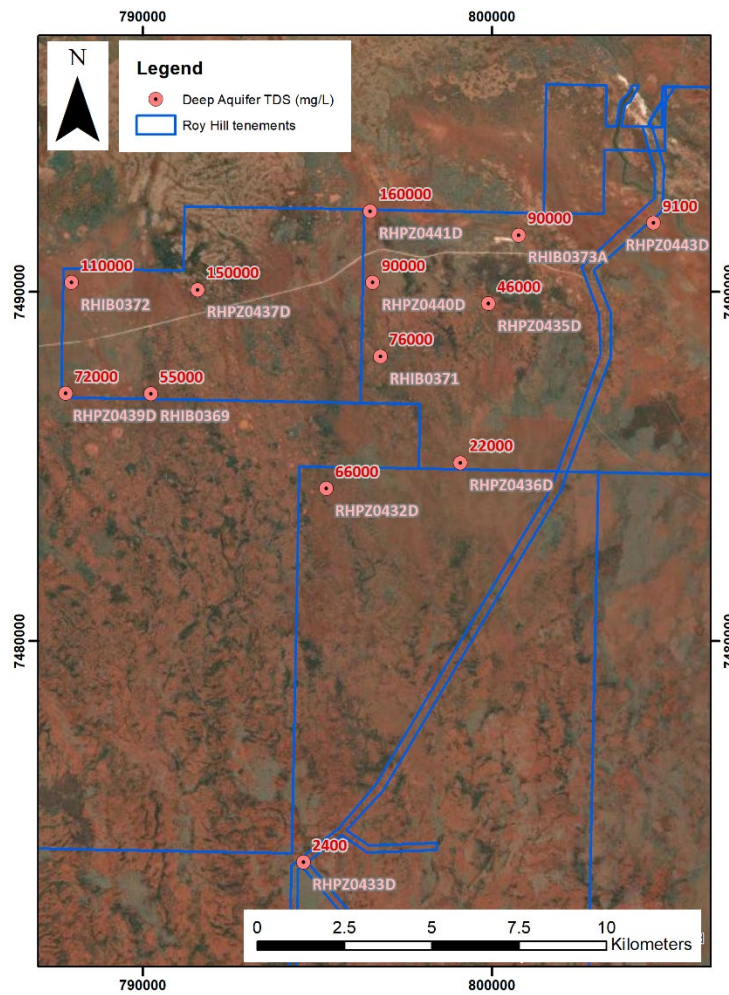 790000
800000
N
Legend
Deep Aquifer TDS (mg/L)
Roy Hill tenements
160000
RHPZ0441D
90000
RHIB0373A
9100
RHPZ0443D
110000
RHIB0372
150000
RHPZ0437D
90000
RHPZ0440D
46000
RHPZ0435D
7490000
7490000
76000
RHIB0371
72000
RHPZ0439D
55000
RHIB0369
22000
RHPZ0436D
66000
RHPZ0432D
7480000
7480000
2400
RHPZ0433D
0 2.5 5 7.5 10
Kilometers
790000
800000